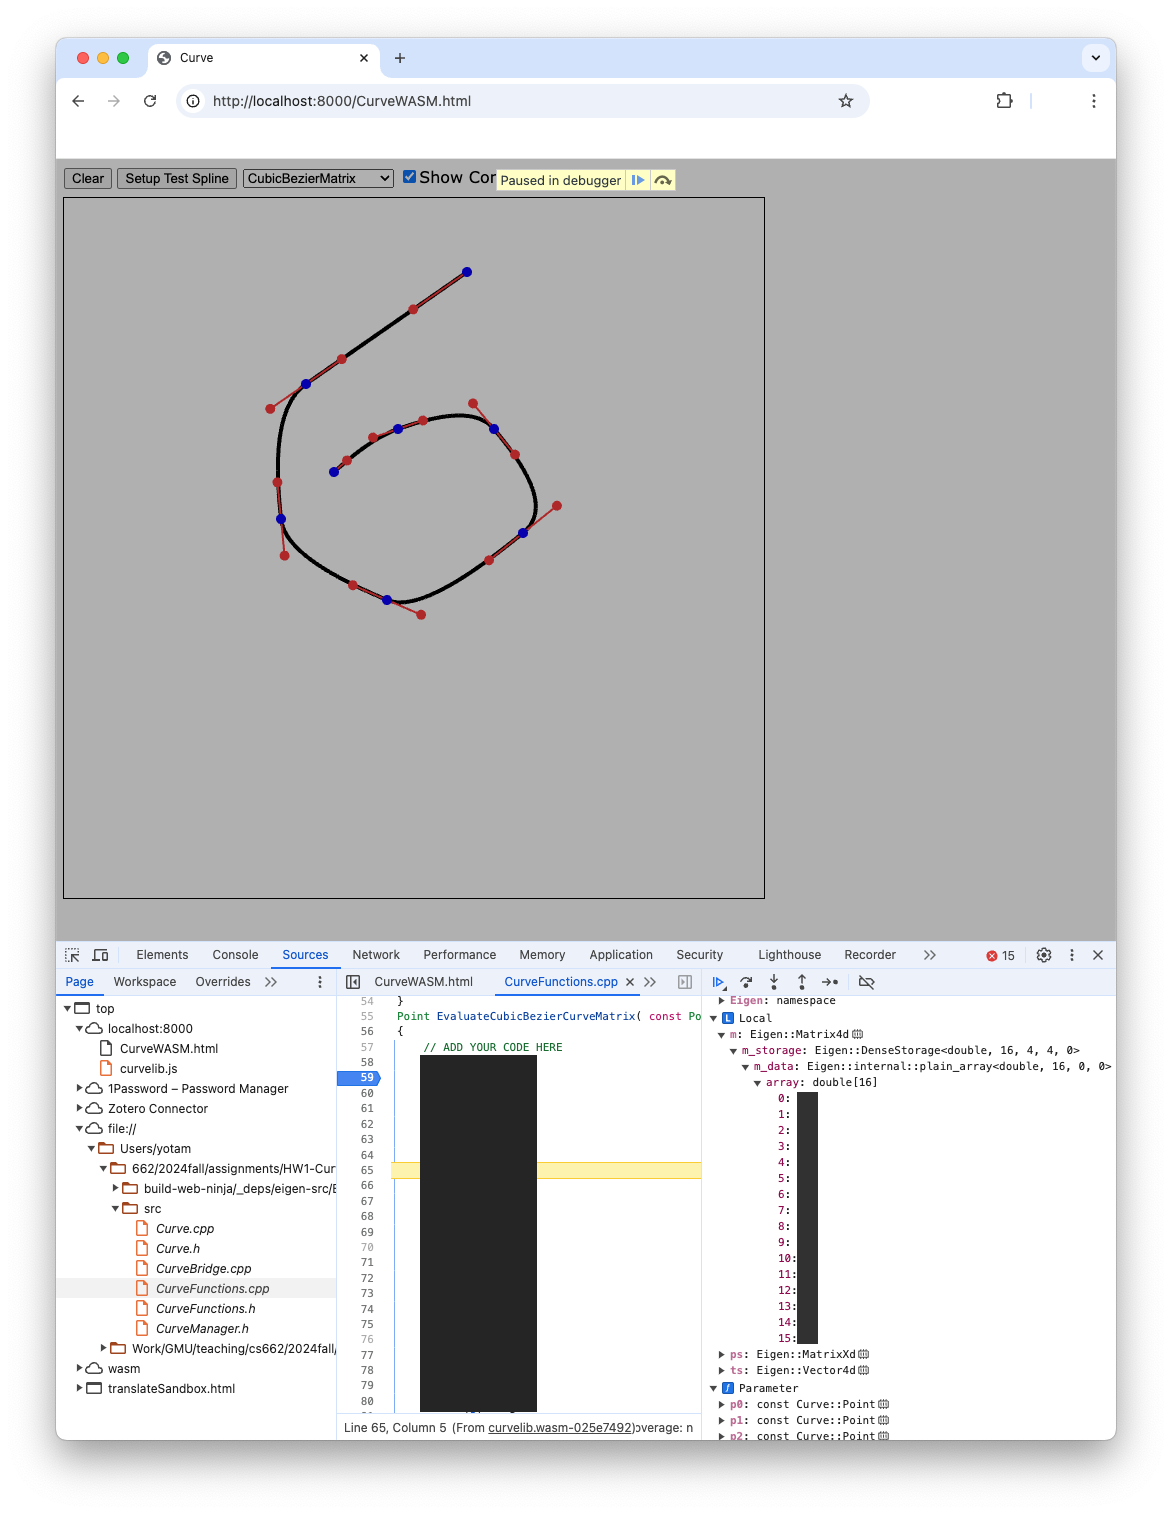 Curve
http://localhost:8000/CurveWASM.html
Clear Setup Test Spline CubicBezierMatrix Show Cor Paused in debugger
Elements Console Sources Network Performance Memory Application Security Lighthouse Recorder 15
Page Workspace Overrides
top
localhost:8000
CurveWASM.html
curvelib.js
1Password – Password Manager
Zotero Connector
file://
Users/yotam
662/2024fall/assignments/HW1-Cur
build-web-ninja/_deps/eigen-src/E
src
Curve.cpp
Curve.h
CurveBridge.cpp
CurveFunctions.cpp
CurveFunctions.h
CurveManager.h
Work/GMU/teaching/cs662/2024fall/
wasm
translateSandbox.html
CurveWASM.html CurveFunctions.cpp
54 }
55 Point EvaluateCubicBezierCurveMatrix( const Po
56 {
57 // ADD YOUR CODE HERE
58
59
60
61
62
63
64
65
66
67
68
69
70
71
72
73
74
75
76
77
78
79
80
Line 65, Column 5 (From curvelib.wasm-025e7492) overage: n
Eigen: namespace
L Local
m: Eigen::Matrix4d
m_storage: Eigen::DenseStorage<double, 16, 4, 4, 0>
m_data: Eigen::internal::plain_array<double, 16, 0, 0>
array: double[16]
0:
1:
2:
3:
4:
5:
6:
7:
8:
9:
10:
11:
12:
13:
14:
15:
ps: Eigen::MatrixXd
ts: Eigen::Vector4d
Parameter
p0: const Curve::Point
p1: const Curve::Point
p2: const Curve::Point